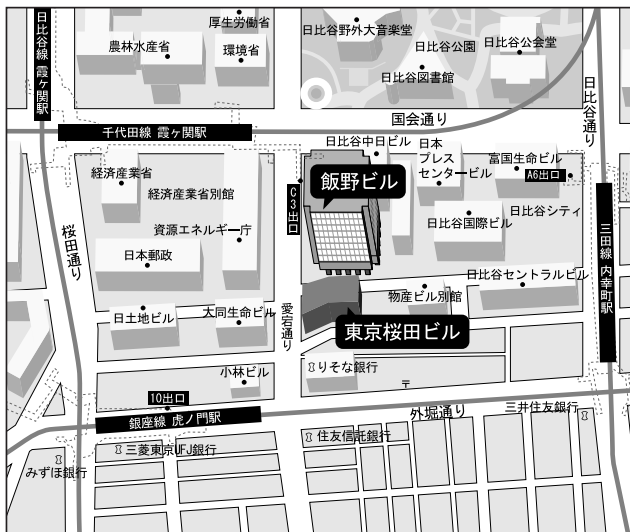 日比谷線 霞ヶ関駅
厚生労働省
農林水産省
環境省
日比谷野外大音楽堂
日比谷公園
日比谷公会堂
日比谷図書館
日比谷通り
国会通り
千代田線 霞ヶ関駅
日比谷中日ビル
日本
プレス
センタービル
富国生命ビル
A6出口
経済産業省
経済産業省別館
C3出口
飯野ビル
日比谷シティ
日比谷国際ビル
桜田通り
資源エネルギー庁
日本郵政
三田線 内幸町駅
日比谷セントラルビル
物産ビル別館
日土地ビル
大同生命ビル
愛宕通り
東京桜田ビル
小林ビル
りそな銀行
〒
10出口
銀座線 虎ノ門駅
外堀通り
三井住友銀行
住友信託銀行
三菱東京UFJ銀行
みずほ銀行